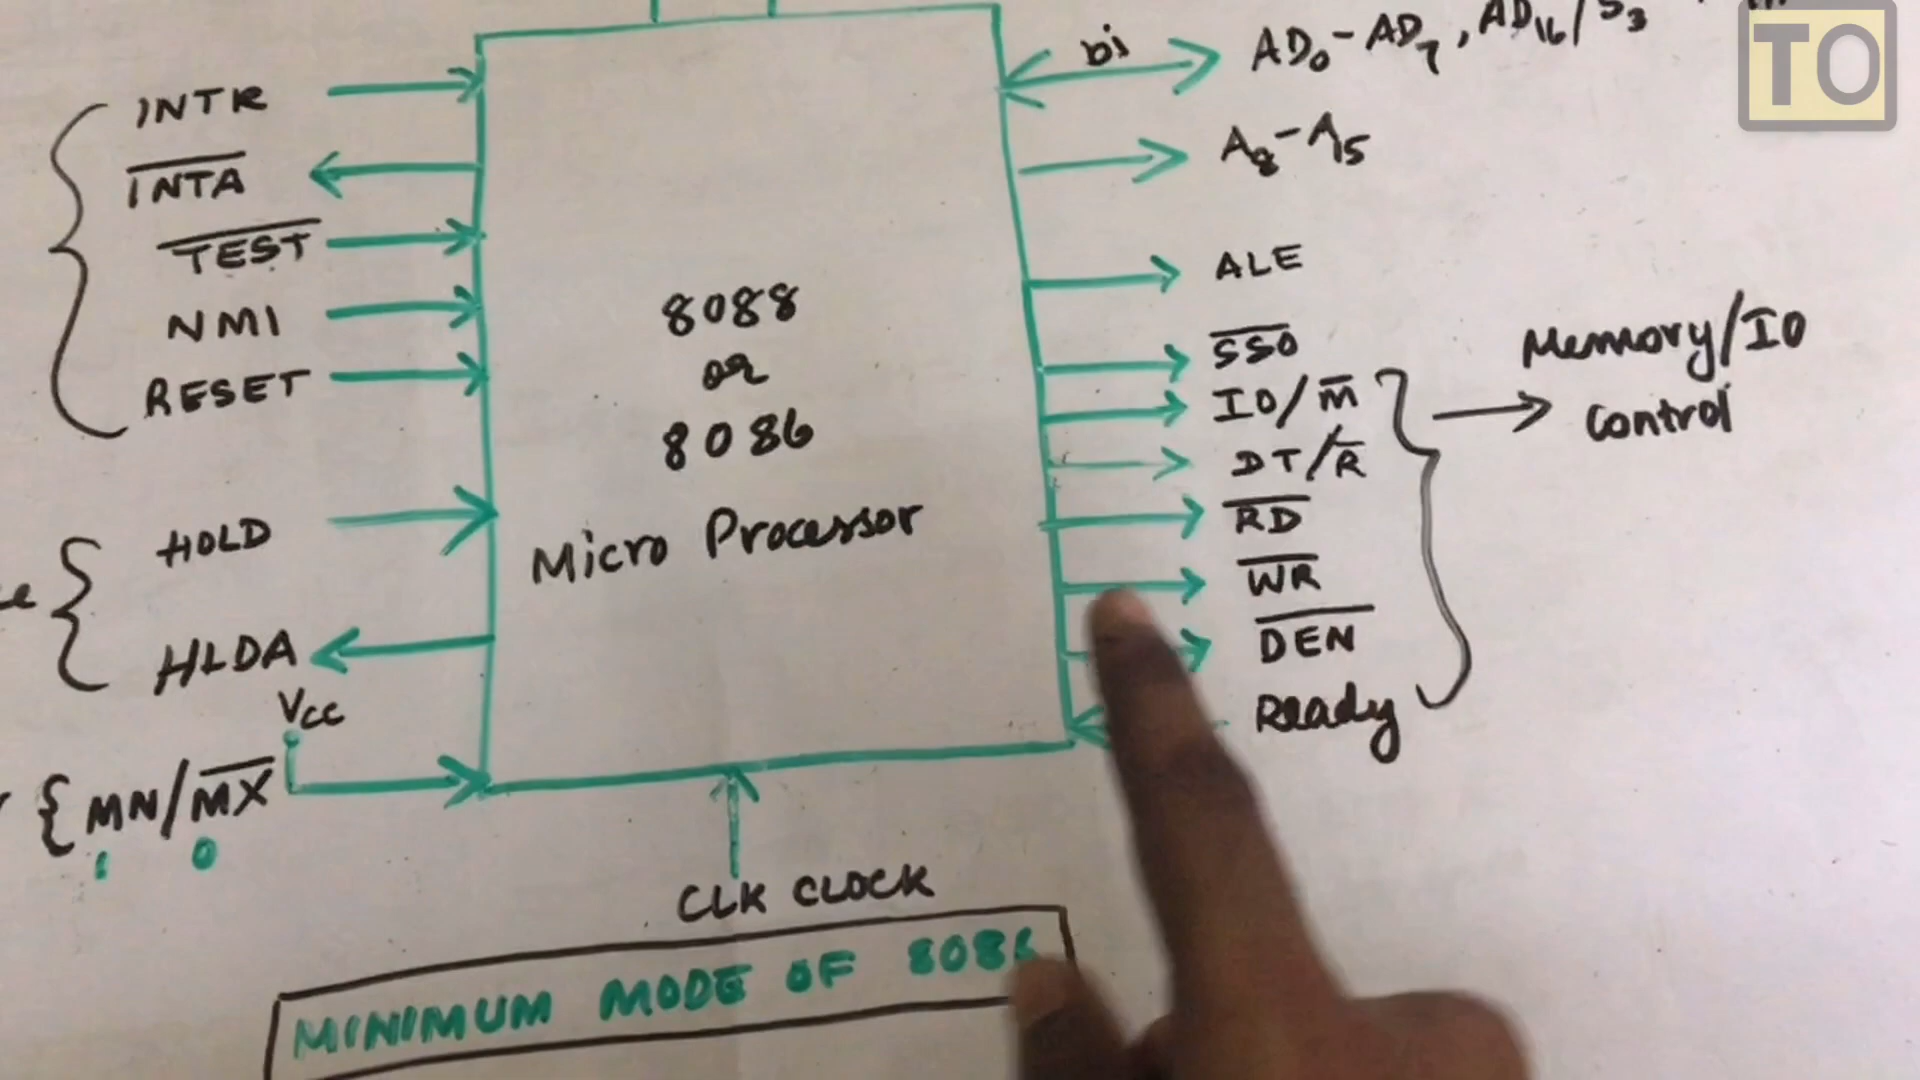 INTR
INTA
TEST
NMI
RESET
HOLD
HLDA
Vcc
MN/MX
1 0
8088
or
8086
Micro Processor
CLK CLOCK
MINIMUM MODE OF 8086
bi
AD0-AD7, AD16/S3
A8-A15
ALE
SSO
IO/M
DT/R
RD
WR
DEN
Ready
Memory/IO
Control
TO